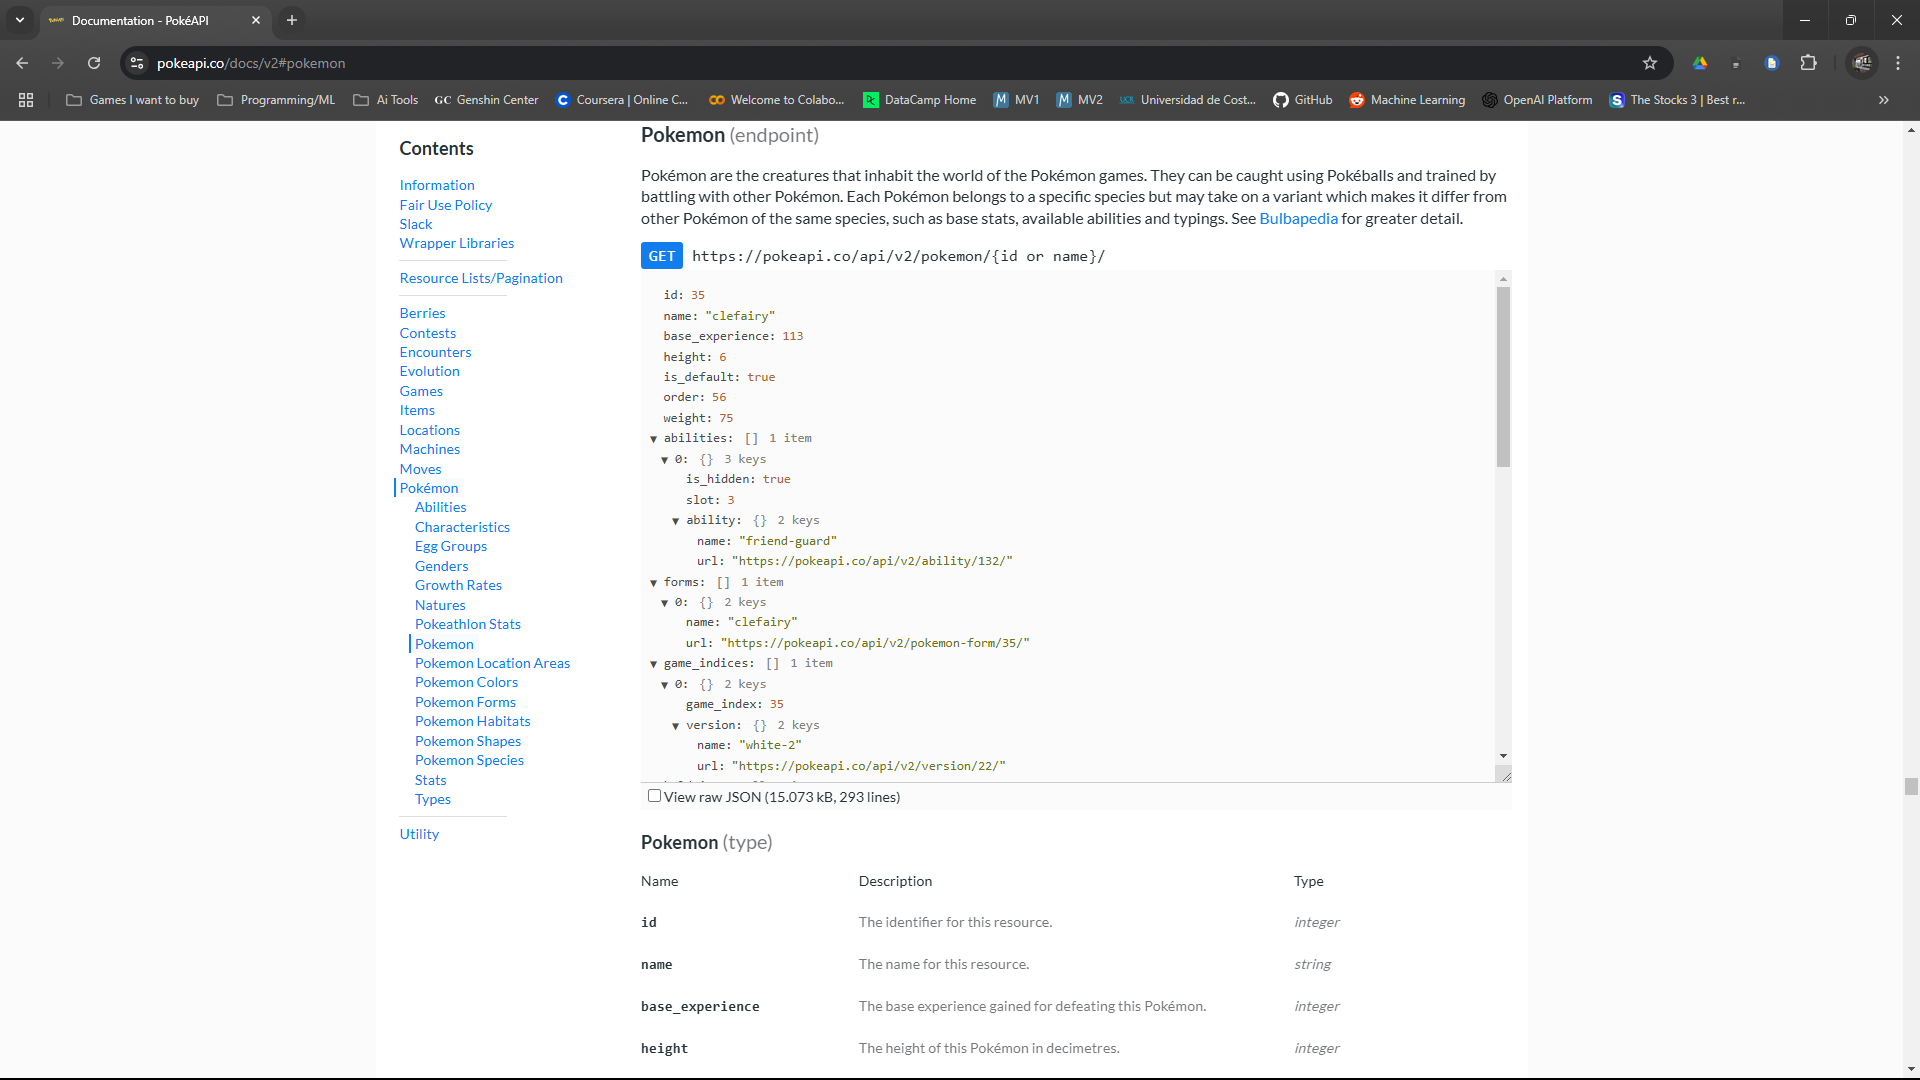 Documentation - PokéAPI
pokeapi.co/docs/v2#pokemon
Games I want to buy
Programming/ML
Ai Tools
GC Genshin Center
Coursera | Online C...
Welcome to Colabo...
DataCamp Home
MV1
MV2
Universidad de Cost...
GitHub
Machine Learning
OpenAI Platform
The Stocks 3 | Best r...
Contents
Information
Fair Use Policy
Slack
Wrapper Libraries
Resource Lists/Pagination
Berries
Contests
Encounters
Evolution
Games
Items
Locations
Machines
Moves
Pokémon
Abilities
Characteristics
Egg Groups
Genders
Growth Rates
Natures
Pokeathlon Stats
Pokemon
Pokemon Location Areas
Pokemon Colors
Pokemon Forms
Pokemon Habitats
Pokemon Shapes
Pokemon Species
Stats
Types
Utility
Pokemon (endpoint)
Pokémon are the creatures that inhabit the world of the Pokémon games. They can be caught using Pokéballs and trained by
battling with other Pokémon. Each Pokémon belongs to a specific species but may take on a variant which makes it differ from
other Pokémon of the same species, such as base stats, available abilities and typings. See Bulbapedia for greater detail.
GET https://pokeapi.co/api/v2/pokemon/{id or name}/
id: 35
name: "clefairy"
base_experience: 113
height: 6
is_default: true
order: 56
weight: 75
abilities: [] 1 item
0: {} 3 keys
is_hidden: true
slot: 3
ability: {} 2 keys
name: "friend-guard"
url: "https://pokeapi.co/api/v2/ability/132/"
forms: [] 1 item
0: {} 2 keys
name: "clefairy"
url: "https://pokeapi.co/api/v2/pokemon-form/35/"
game_indices: [] 1 item
0: {} 2 keys
game_index: 35
version: {} 2 keys
name: "white-2"
url: "https://pokeapi.co/api/v2/version/22/"
View raw JSON (15.073 kB, 293 lines)
Pokemon (type)
Name Description Type
id The identifier for this resource. integer
name The name for this resource. string
base_experience The base experience gained for defeating this Pokémon. integer
height The height of this Pokémon in decimetres. integer